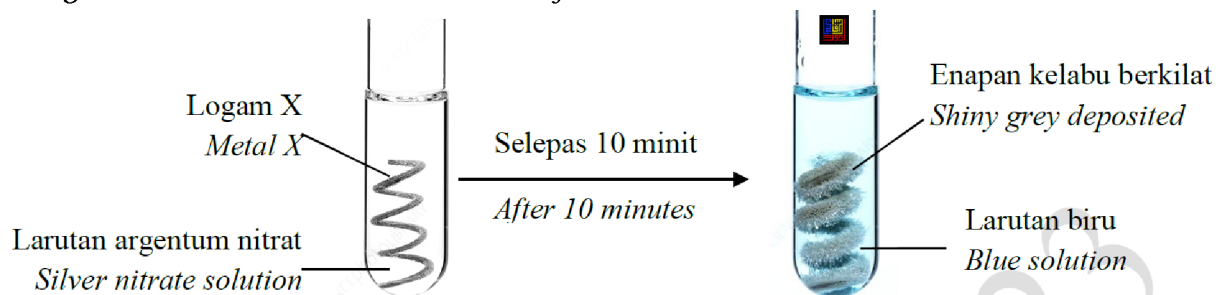 Logam X
Metal X
Larutan argentum nitrat
Silver nitrate solution
Selepas 10 minit
After 10 minutes
Enapan kelabu berkilat
Shiny grey deposited
Larutan biru
Blue solution